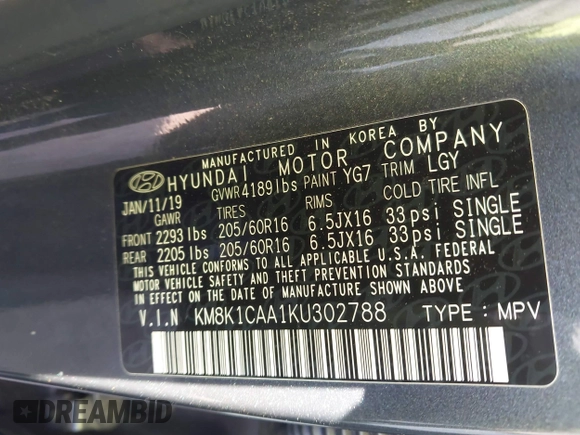 MANUFACTURED IN KOREA BY
HYUNDAI MOTOR COMPANY
JAN/11/19 GVWR 4189lbs PAINT YG7 TRIM LGY
GAWR TIRES RIMS COLD TIRE INFL
FRONT 2293 lbs 205/60R16 6.5JX16 33psi SINGLE
REAR 2205 lbs 205/60R16 6.5JX16 33psi SINGLE
THIS VEHICLE CONFORMS TO ALL APPLICABLE U.S.A. FEDERAL
MOTOR VEHICLE SAFETY AND THEFT PREVENTION STANDARDS
IN EFFECT ON THE DATE OF MANUFACTURE SHOWN ABOVE
V.I.N KM8K1CAA1KU302788 TYPE : MPV
DREAMBID